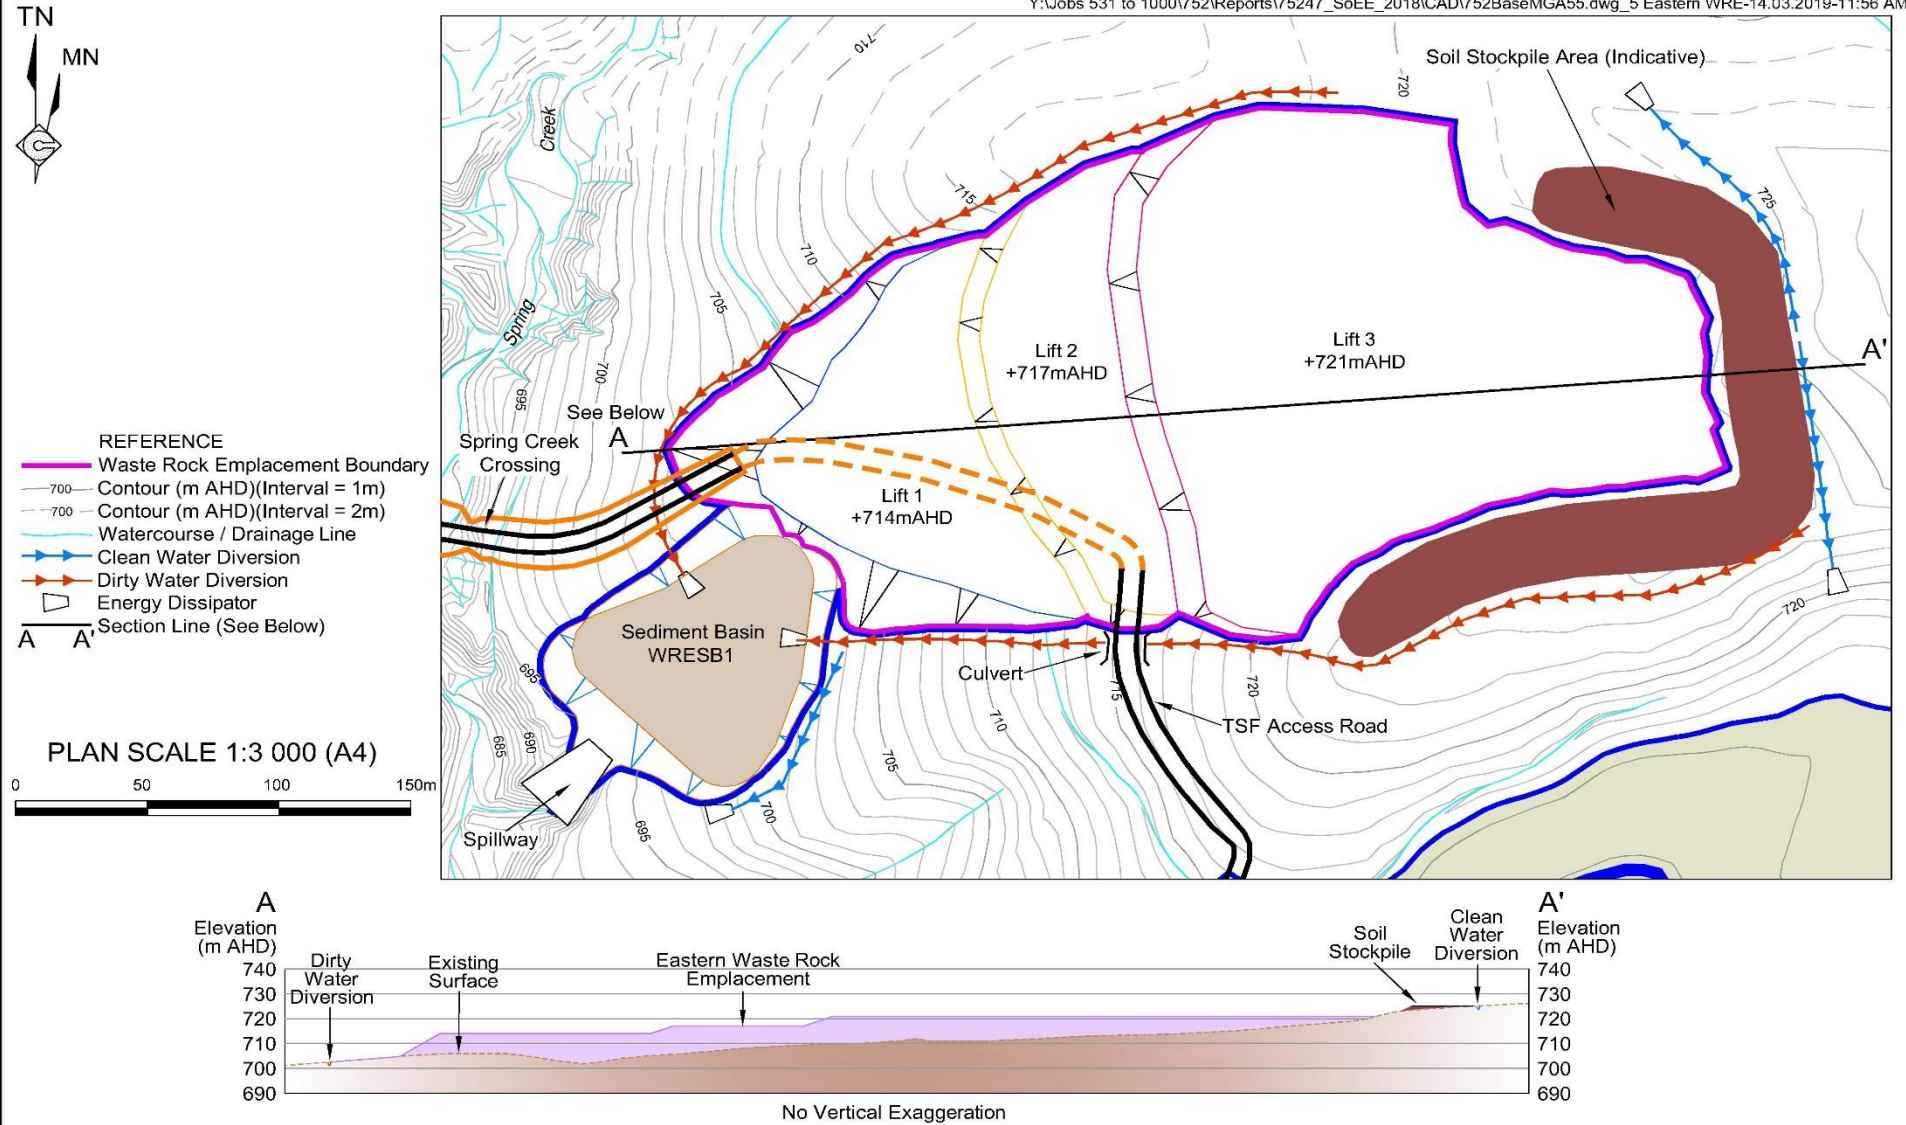 Y:\Jobs 531 to 1000\752\Reports\75247_SoEE_2018\CAD\752BaseMGA55.dwg_5 Eastern WRE-14.03.2019-11:56 AM
TN
MN
710
720
Soil Stockpile Area (Indicative)
Creek
715
725
710
705
Spring
Lift 3
+721mAHD
Lift 2
+717mAHD
A'
700
695
See Below
A
REFERENCE
Waste Rock Emplacement Boundary
700 Contour (m AHD)(Interval = 1m)
700 Contour (m AHD)(Interval = 2m)
Watercourse / Drainage Line
Clean Water Diversion
Dirty Water Diversion
Energy Dissipator
A A' Section Line (See Below)
Spring Creek
Crossing
Lift 1
+714mAHD
720
Sediment Basin
WRESB1
Culvert
695
715
720
TSF Access Road
710
685
690
705
700
695
Spillway
PLAN SCALE 1:3 000 (A4)
0 50 100 150m
A
Elevation
(m AHD)
A'
Elevation
(m AHD)
Dirty
Water
Diversion
Existing
Surface
Eastern Waste Rock
Emplacement
Soil
Stockpile
Clean
Water
Diversion
740 740
730 730
720 720
710 710
700 700
690 690
No Vertical Exaggeration